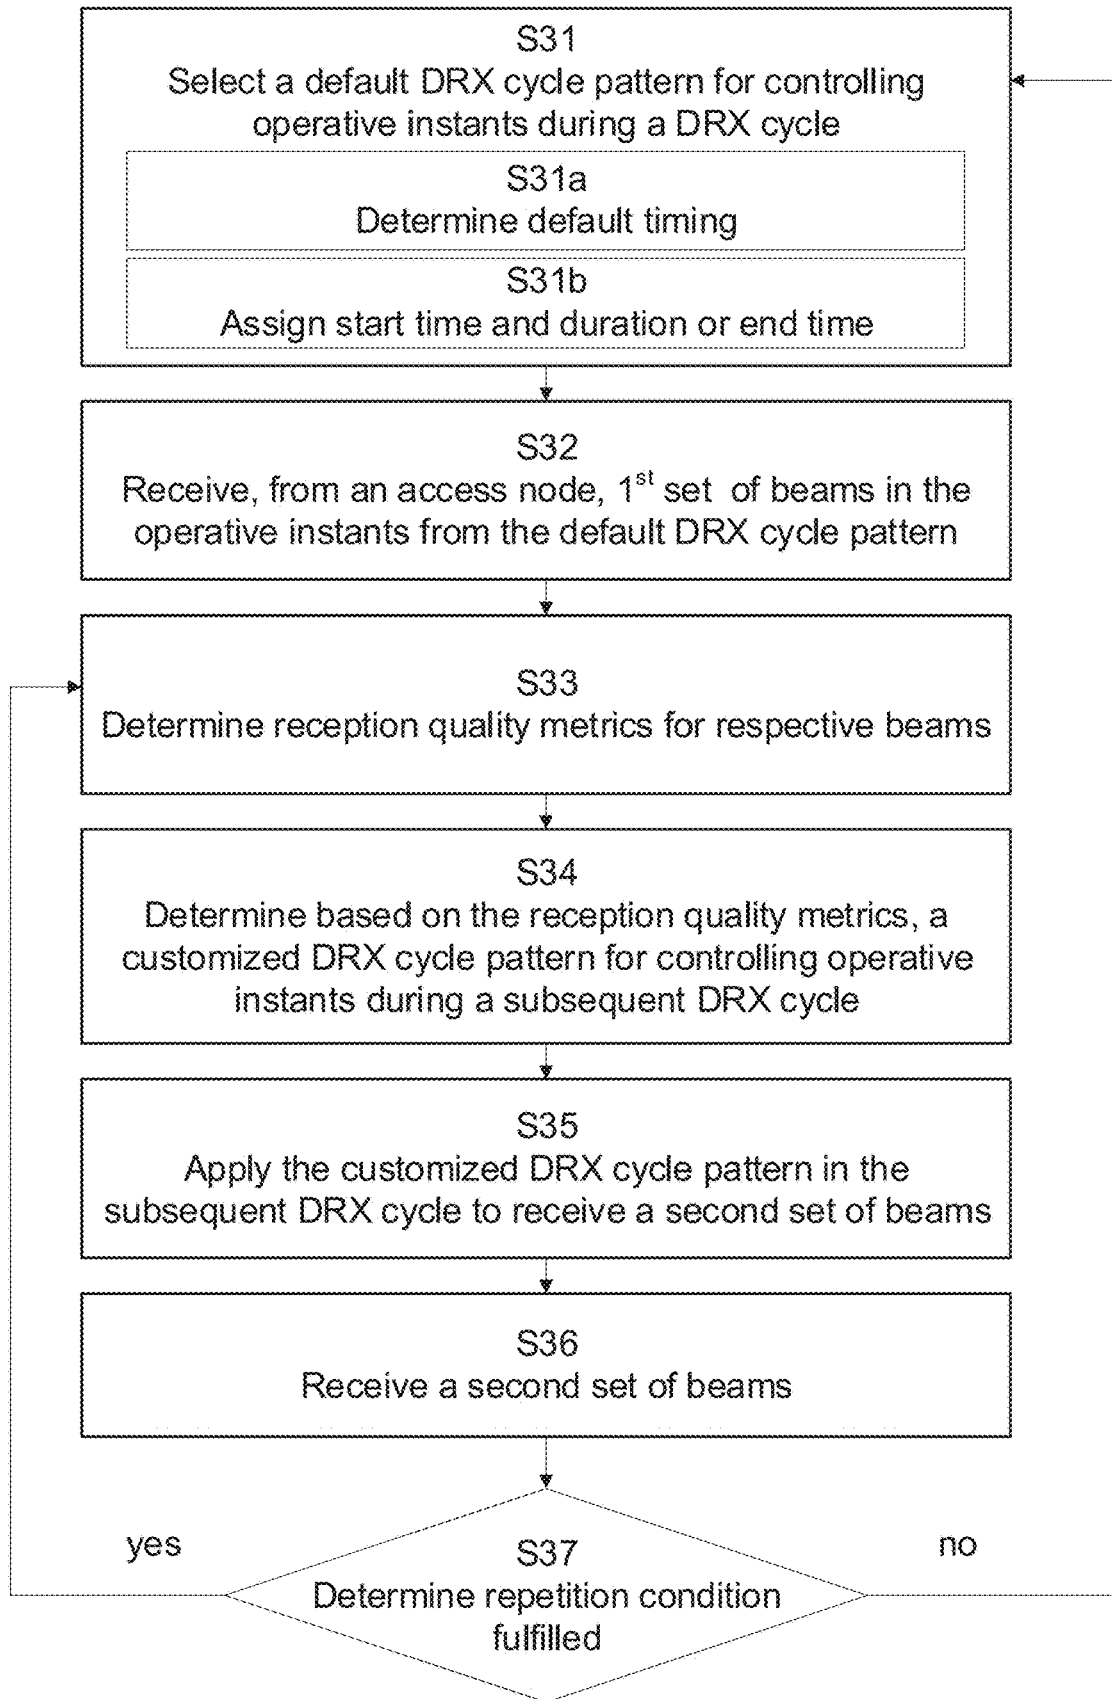 S31
Select a default DRX cycle pattern for controlling
operative instants during a DRX cycle
S31a
Determine default timing
S31b
Assign start time and duration or end time
S32
Receive, from an access node, 1st set of beams in the
operative instants from the default DRX cycle pattern
S33
Determine reception quality metrics for respective beams
S34
Determine based on the reception quality metrics, a
customized DRX cycle pattern for controlling operative
instants during a subsequent DRX cycle
S35
Apply the customized DRX cycle pattern in the
subsequent DRX cycle to receive a second set of beams
S36
Receive a second set of beams
yes
no
S37
Determine repetition condition
fulfilled